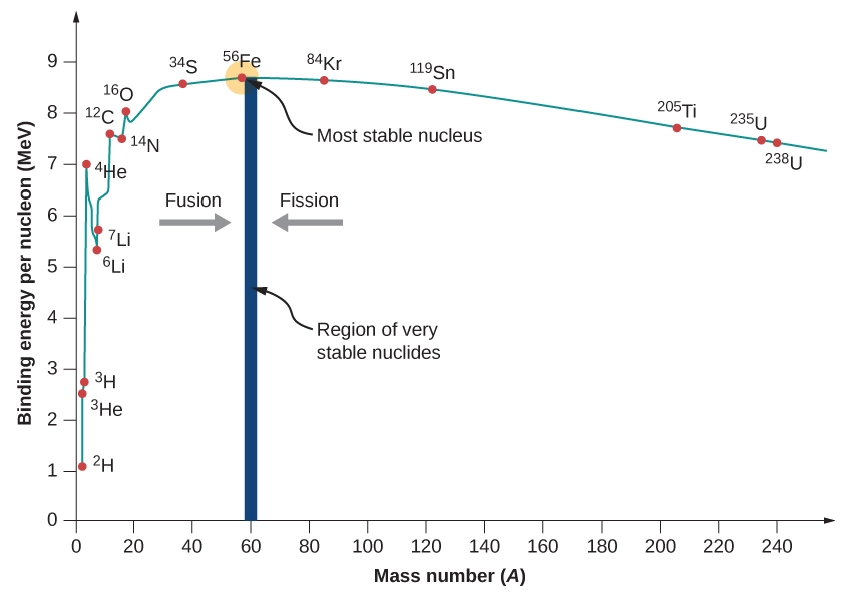 9
8
7
6
5
4
3
2
1
0
Binding energy per nucleon (MeV)
³⁴S
⁵⁶Fe
⁸⁴Kr
¹¹⁹Sn
¹⁶O
¹²C
¹⁴N
²⁰⁵Ti
²³⁵U
²³⁸U
Most stable nucleus
⁴He
Fusion
Fission
⁷Li
⁶Li
Region of very
stable nuclides
³H
³He
²H
0 20 40 60 80 100 120 140 160 180 200 220 240
Mass number (A)